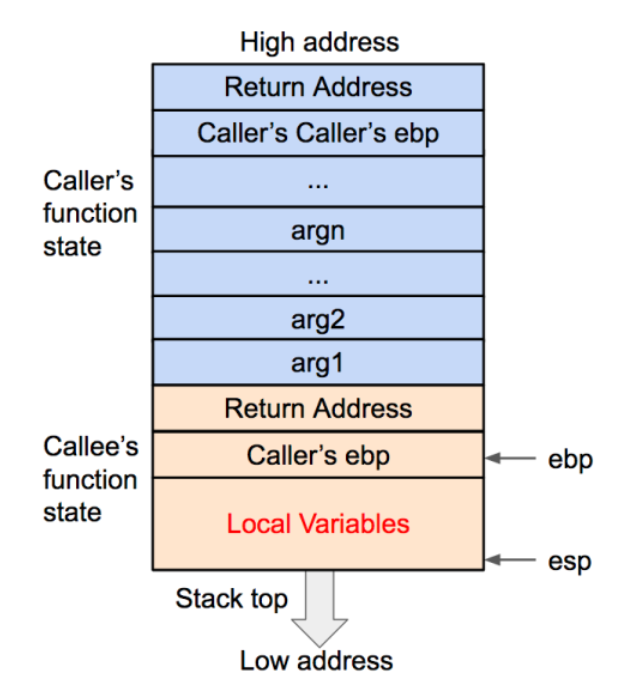 High address
Return Address
Caller's Caller's ebp
...
Caller's
function
state
argn
...
arg2
arg1
Return Address
Callee's
function
state
Caller's ebp
ebp
Local Variables
esp
Stack top
Low address